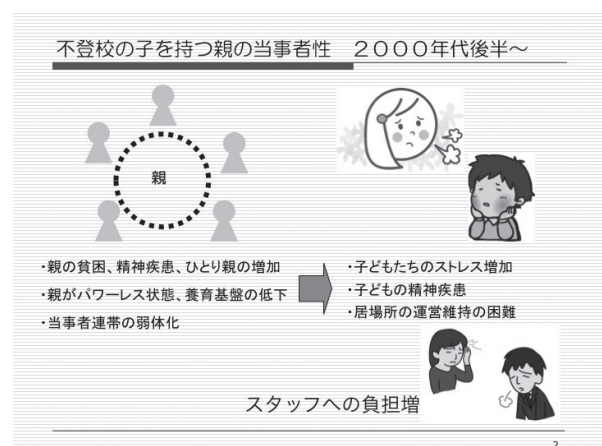 不登校の子を持つ親の当事者性　２０００年代後半～
親
・親の貧困、精神疾患、ひとり親の増加
・親がパワーレス状態、養育基盤の低下
・当事者連帯の弱体化
・子どもたちのストレス増加
・子どもの精神疾患
・居場所の運営維持の困難
スタッフへの負担増
2